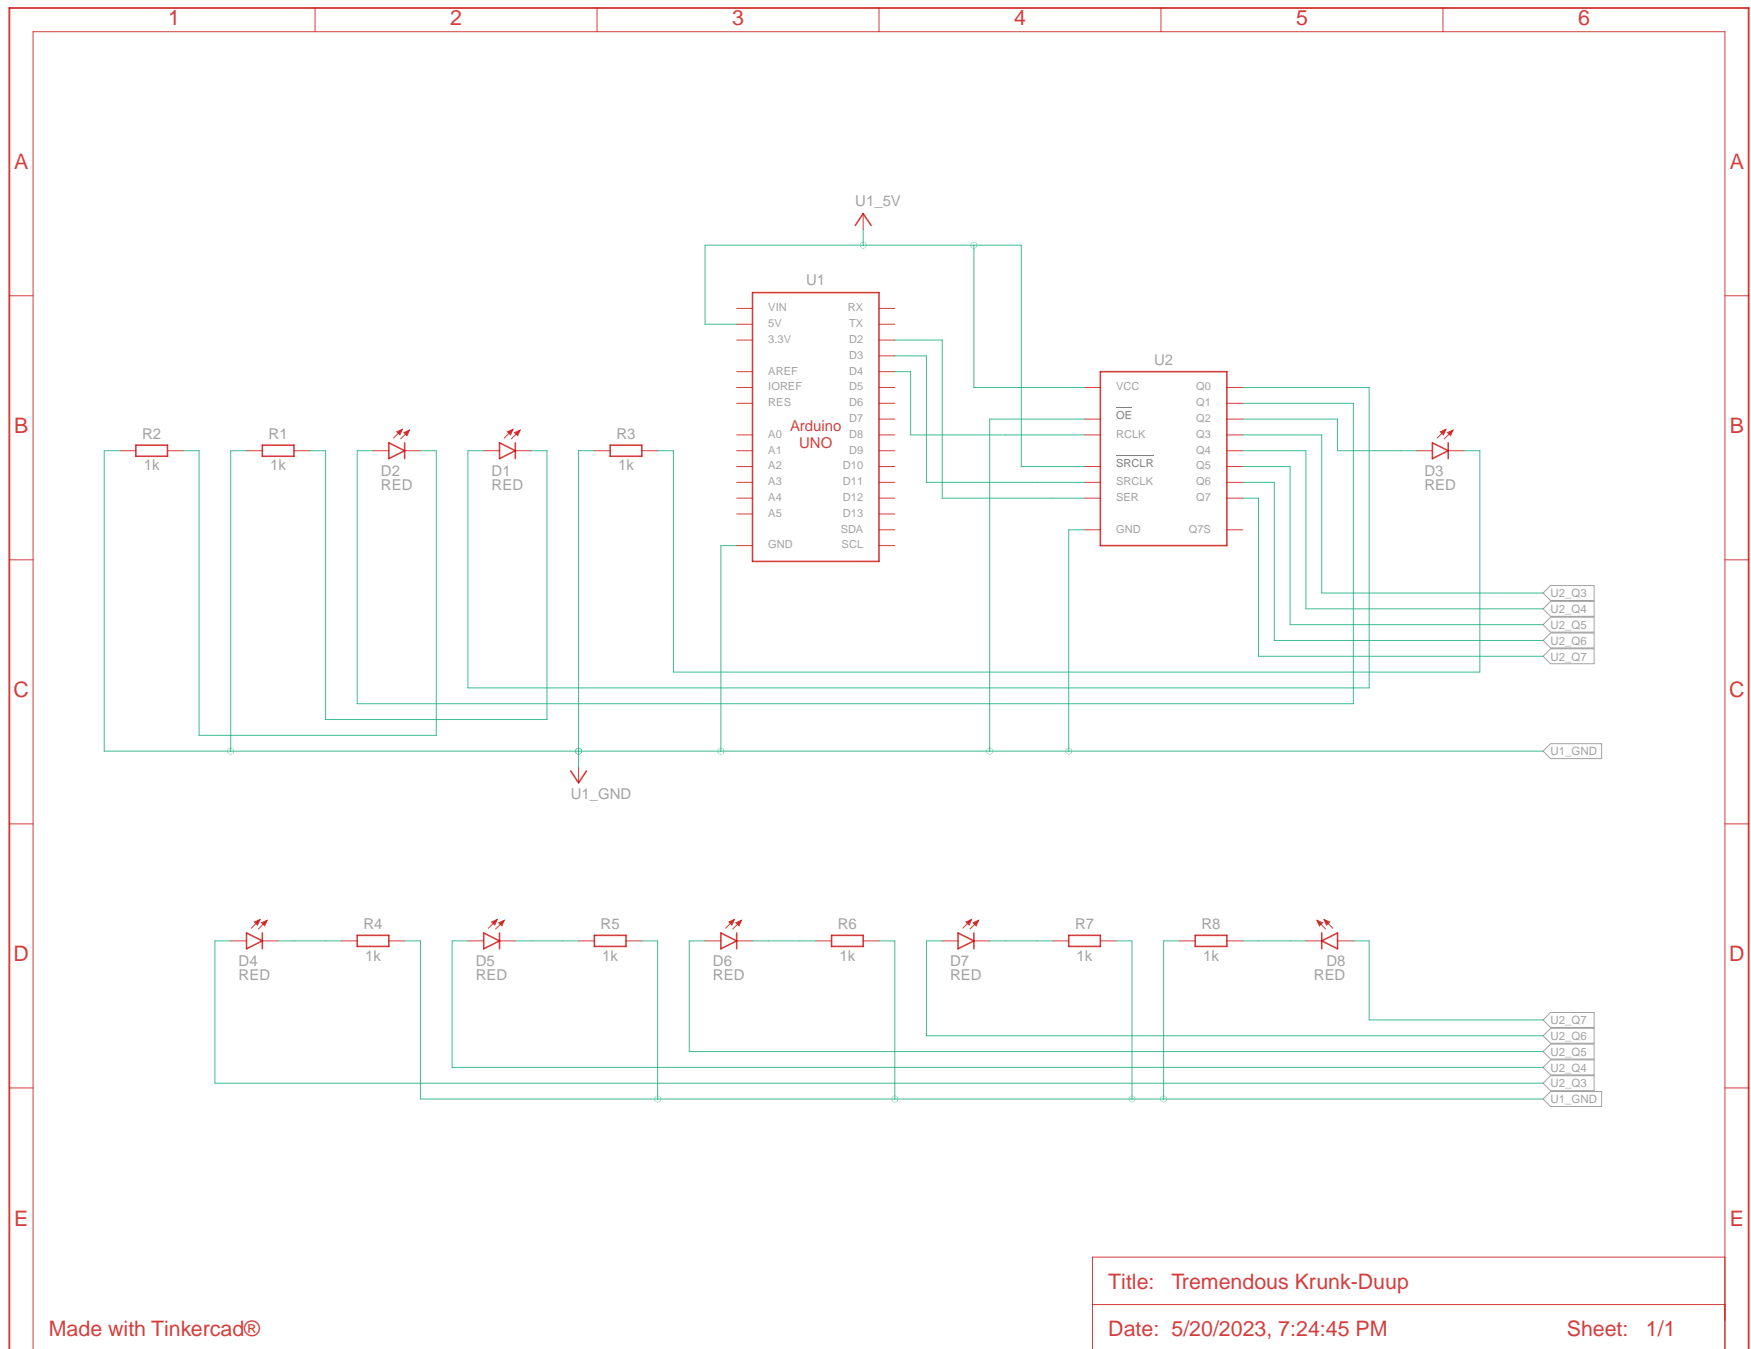 1 2 3 4 5 6
A A
U1_5V
U1
VIN RX
5V TX
3.3V D2
D3
AREF D4
IOREF D5
RES D6
D7
A0 D8
A1 D9
A2 D10
A3 D11
A4 D12
A5 D13
SDA
GND SCL
Arduino
UNO
U2
VCC Q0
Q1
OE Q2
RCLK Q3
Q4
SRCLR Q5
SRCLK Q6
SER Q7
GND Q7S
B B
R2
1k
R1
1k
D2
RED
D1
RED
R3
1k
D3
RED
U2_Q3
U2_Q4
U2_Q5
U2_Q6
U2_Q7
C C
U1_GND
U1_GND
D D
D4
RED
R4
1k
D5
RED
R5
1k
D6
RED
R6
1k
D7
RED
R7
1k
R8
1k
D8
RED
U2_Q7
U2_Q6
U2_Q5
U2_Q4
U2_Q3
U1_GND
E E
Title: Tremendous Krunk-Duup
Made with Tinkercad®
Date: 5/20/2023, 7:24:45 PM Sheet: 1/1